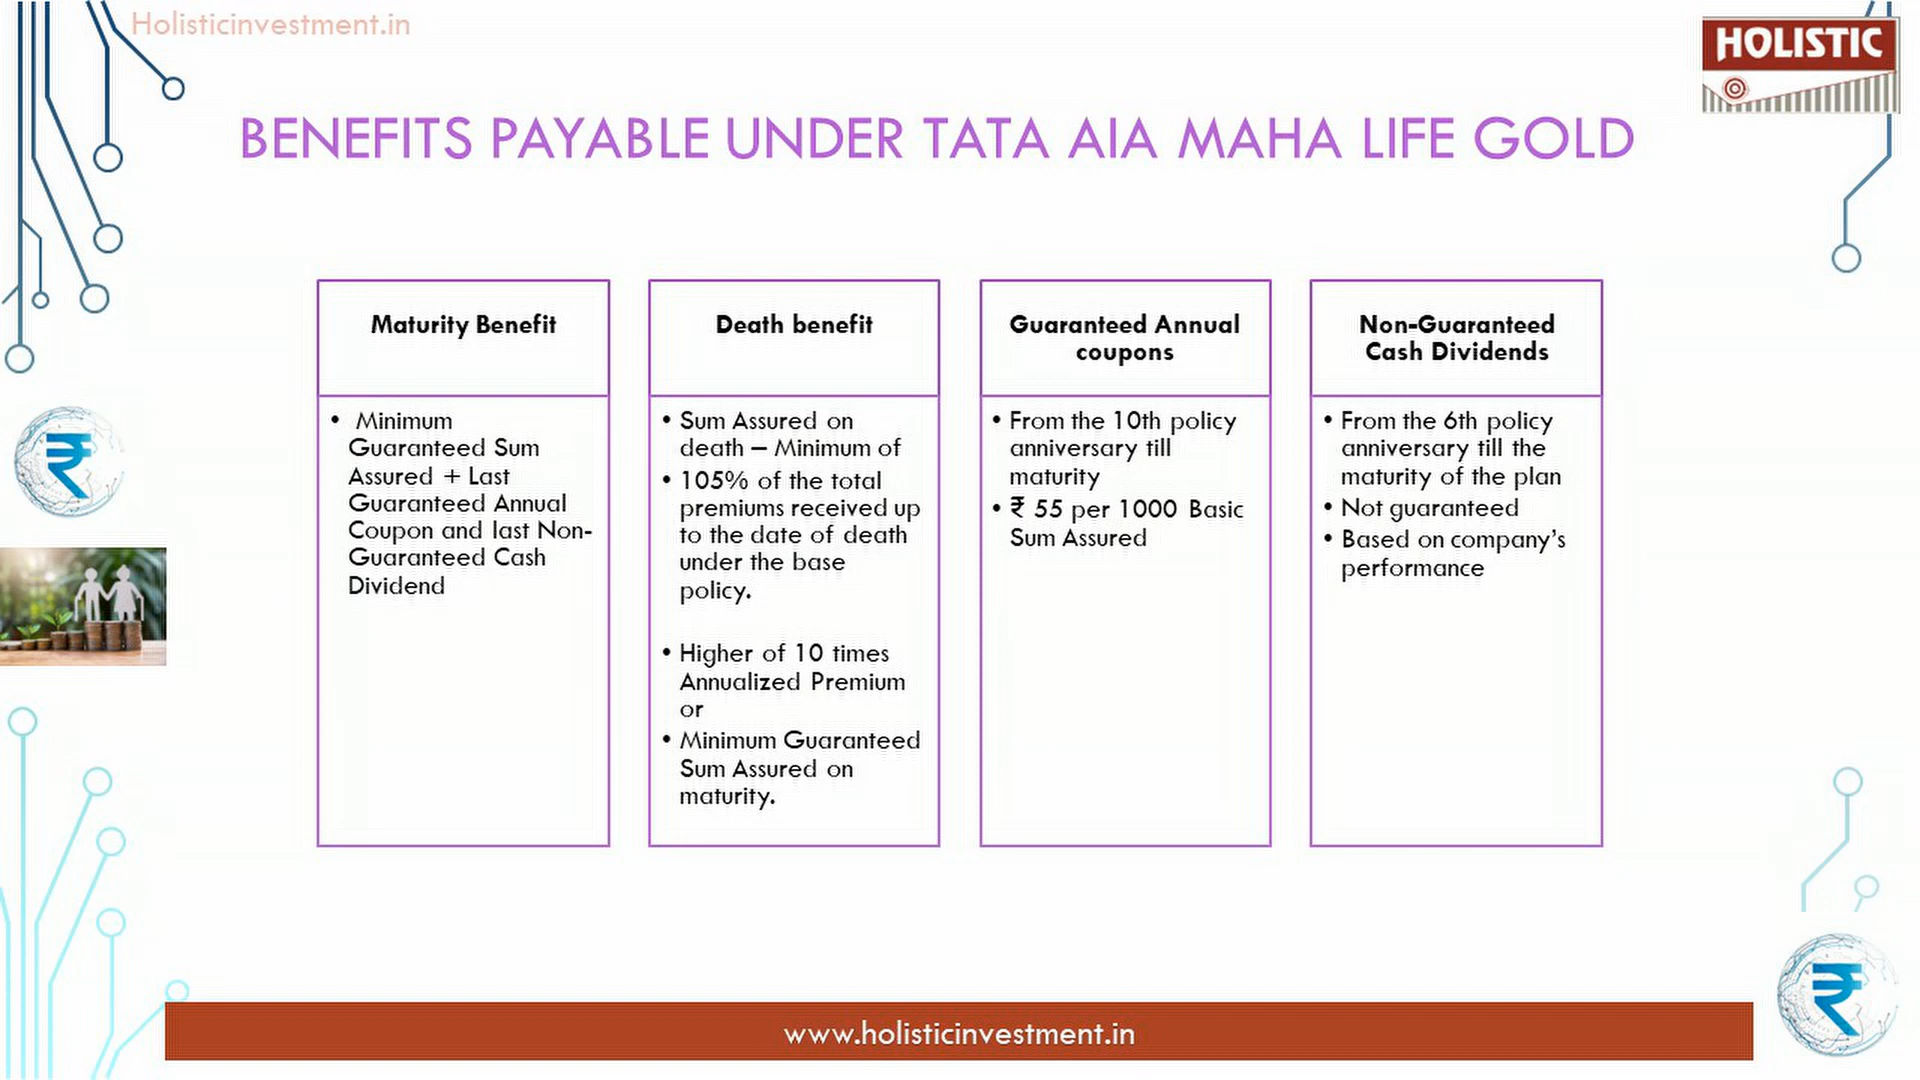 Holisticinvestment.in
HOLISTIC
BENEFITS PAYABLE UNDER TATA AIA MAHA LIFE GOLD
Maturity Benefit
• Minimum
Guaranteed Sum
Assured + Last
Guaranteed Annual
Coupon and last Non-
Guaranteed Cash
Dividend
Death benefit
• Sum Assured on
death – Minimum of
• 105% of the total
premiums received up
to the date of death
under the base
policy.
• Higher of 10 times
Annualized Premium
or
• Minimum Guaranteed
Sum Assured on
maturity.
Guaranteed Annual
coupons
• From the 10th policy
anniversary till
maturity
• ₹ 55 per 1000 Basic
Sum Assured
Non-Guaranteed
Cash Dividends
• From the 6th policy
anniversary till the
maturity of the plan
• Not guaranteed
• Based on company's
performance
₹
₹
www.holisticinvestment.in